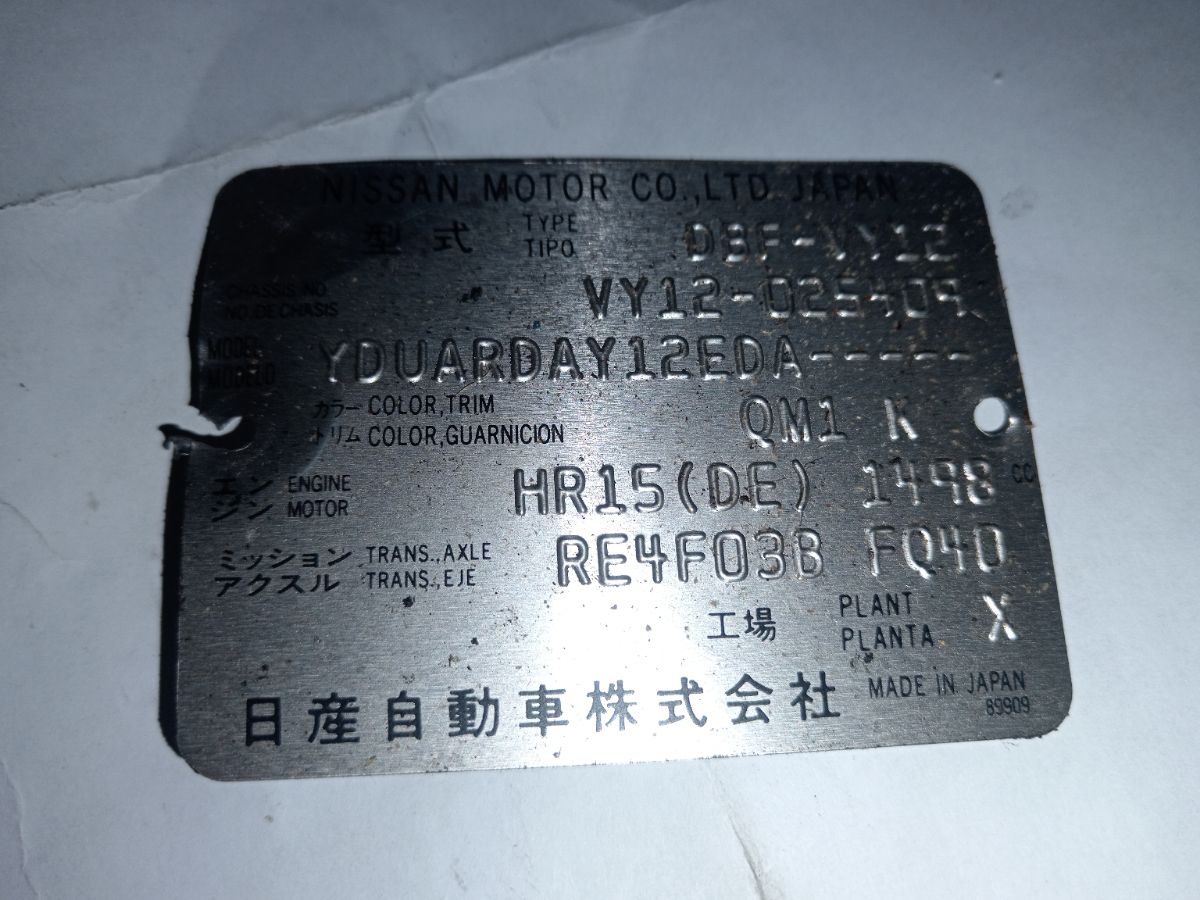 NISSAN MOTOR CO.,LTD JAPAN
型式 TYPE TIPO. DBF-VY12
CHASSIS.NO. NO.DE CHASIS VY12-025409
MODEL MODELO YDUARDAY12EDA-----
カラー COLOR,TRIM QM1 K
トリム COLOR,GUARNICION
エン ENGINE HR15(DE) 1498 CC
ジン MOTOR
ミッション TRANS.,AXLE RE4F03B FQ40
アクスル TRANS.,EJE
工場 PLANT X
PLANTA
日産自動車株式会社 MADE IN JAPAN
89909